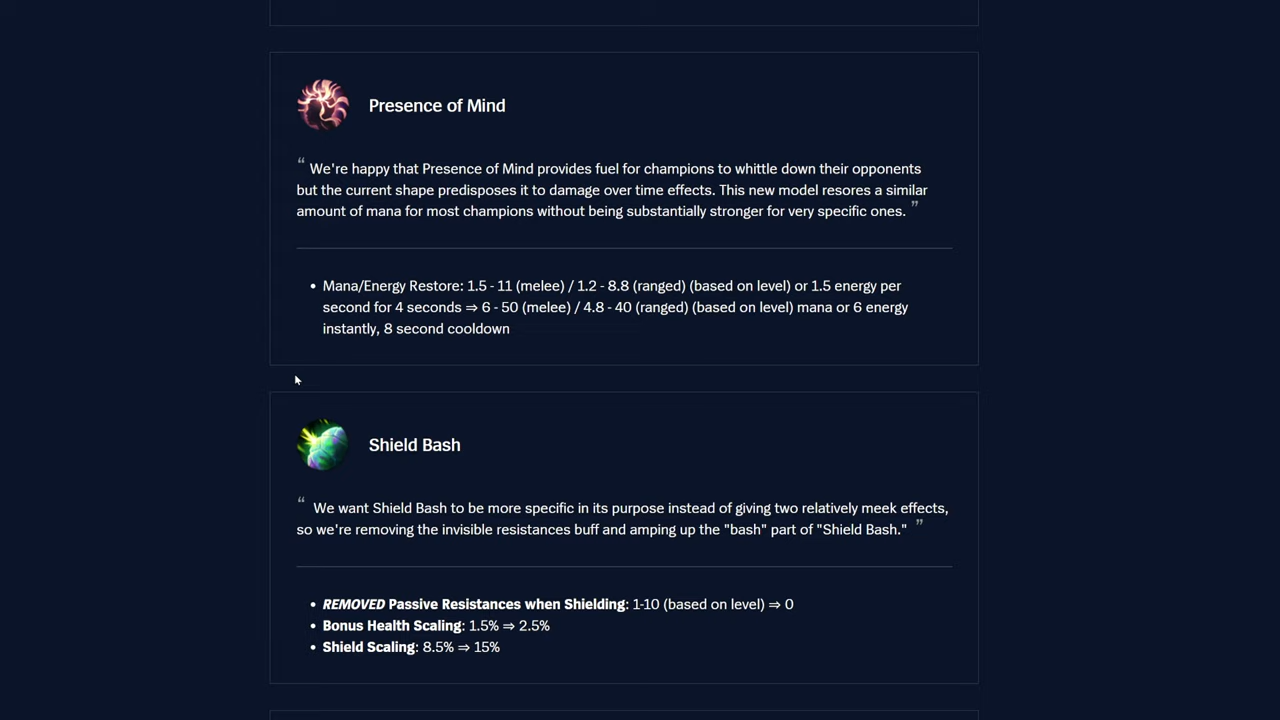 Presence of Mind
“ We're happy that Presence of Mind provides fuel for champions to whittle down their opponents
but the current shape predisposes it to damage over time effects. This new model resores a similar
amount of mana for most champions without being substantially stronger for very specific ones. ”
• Mana/Energy Restore: 1.5 - 11 (melee) / 1.2 - 8.8 (ranged) (based on level) or 1.5 energy per
second for 4 seconds ⇒ 6 - 50 (melee) / 4.8 - 40 (ranged) (based on level) mana or 6 energy
instantly, 8 second cooldown
Shield Bash
“ We want Shield Bash to be more specific in its purpose instead of giving two relatively meek effects,
so we're removing the invisible resistances buff and amping up the "bash" part of "Shield Bash." ”
• REMOVED Passive Resistances when Shielding: 1-10 (based on level) ⇒ 0
• Bonus Health Scaling: 1.5% ⇒ 2.5%
• Shield Scaling: 8.5% ⇒ 15%